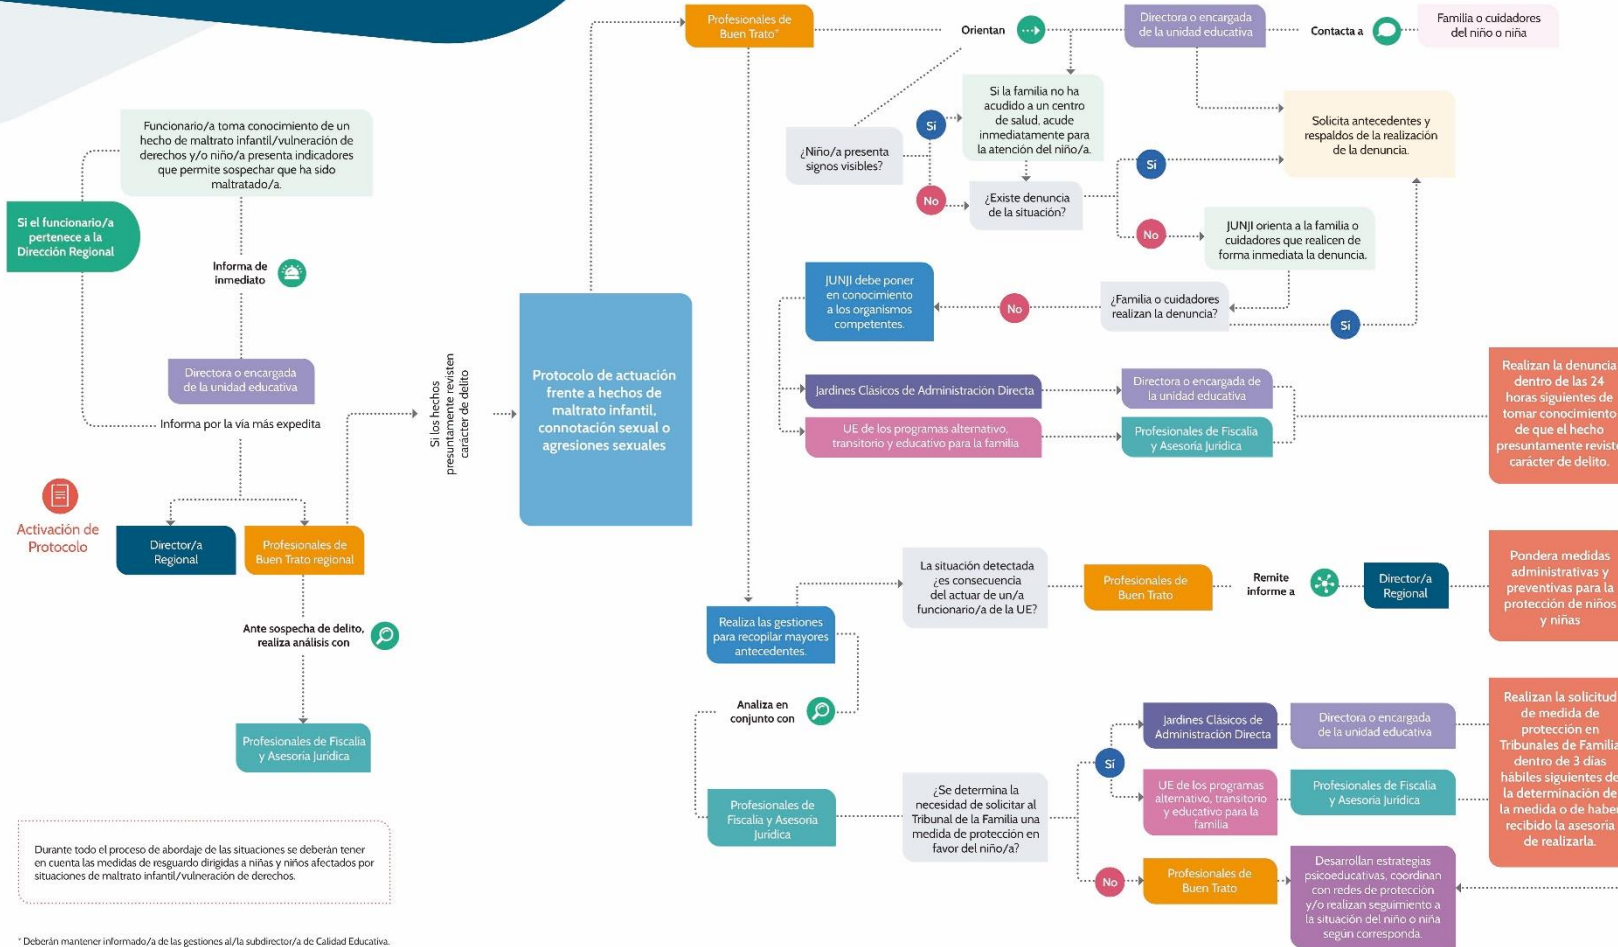 Profesionales de
Buen Trato*
Orientan
Directora o encargada
de la unidad educativa
Contacta a
Familia o cuidadores
del niño o niña
Funcionario/a toma conocimiento de un
hecho de maltrato infantil/vulneración de
derechos y/o niño/a presenta indicadores
que permite sospechar que ha sido
maltratado/a.
Si el funcionario/a
pertenece a la
Dirección Regional
Informa de
inmediato
Directora o encargada
de la unidad educativa
Informa por la vía más expedita
Activación de
Protocolo
Director/a
Regional
Profesionales de
Buen Trato regional
Ante sospecha de delito,
realiza análisis con
Profesionales de Fiscalía
y Asesoría Jurídica
Si los hechos
presuntamente revisten
carácter de delito
Protocolo de actuación
frente a hechos de
maltrato infantil,
connotación sexual o
agresiones sexuales
¿Niño/a presenta
signos visibles?
Sí
No
Si la familia no ha
acudido a un centro
de salud, acude
inmediatamente para
la atención del niño/a.
¿Existe denuncia
de la situación?
Sí
No
Solicita antecedentes y
respaldos de la realización
de la denuncia.
JUNJI orienta a la familia o
cuidadores que realicen de
forma inmediata la denuncia.
¿Familia o cuidadores
realizan la denuncia?
Sí
No
JUNJI debe poner
en conocimiento
a los organismos
competentes.
Jardines Clásicos de Administración Directa
Directora o encargada de
la unidad educativa
UE de los programas alternativo,
transitorio y educativo para la familia
Profesionales de Fiscalía
y Asesoría Jurídica
Realizan la denuncia
dentro de las 24
horas siguientes de
tomar conocimiento
de que el hecho
presuntamente reviste
carácter de delito.
Realiza las gestiones
para recopilar mayores
antecedentes.
La situación detectada
¿es consecuencia
del actuar de un/a
funcionario/a de la UE?
Profesionales de
Buen Trato
Remite
informe a
Director/a
Regional
Pondera medidas
administrativas y
preventivas para la
protección de niños
y niñas
Analiza en
conjunto con
Profesionales de
Fiscalía y Asesoría
Jurídica
¿Se determina la
necesidad de solicitar al
Tribunal de la Familia una
medida de protección en
favor del niño/a?
Sí
No
Jardines Clásicos de
Administración Directa
Directora o encargada
de la unidad educativa
UE de los programas
alternativo, transitorio
y educativo para la
familia
Profesionales de Fiscalía
y Asesoría Jurídica
Realizan la solicitud
de medida de
protección en
Tribunales de Familia
dentro de 3 días
hábiles siguientes de
la determinación de
la medida o de haber
recibido la asesoría
de realizarla.
Profesionales de
Buen Trato
Desarrollan estrategias
psicoeducativas, coordinan
con redes de protección
y/o realizan seguimiento a
la situación del niño o niña
según corresponda.
Durante todo el proceso de abordaje de las situaciones se deberán tener
en cuenta las medidas de resguardo dirigidas a niñas y niños afectados por
situaciones de maltrato infantil/vulneración de derechos.
* Deberán mantener informado/a de las gestiones al/la subdirector/a de Calidad Educativa.